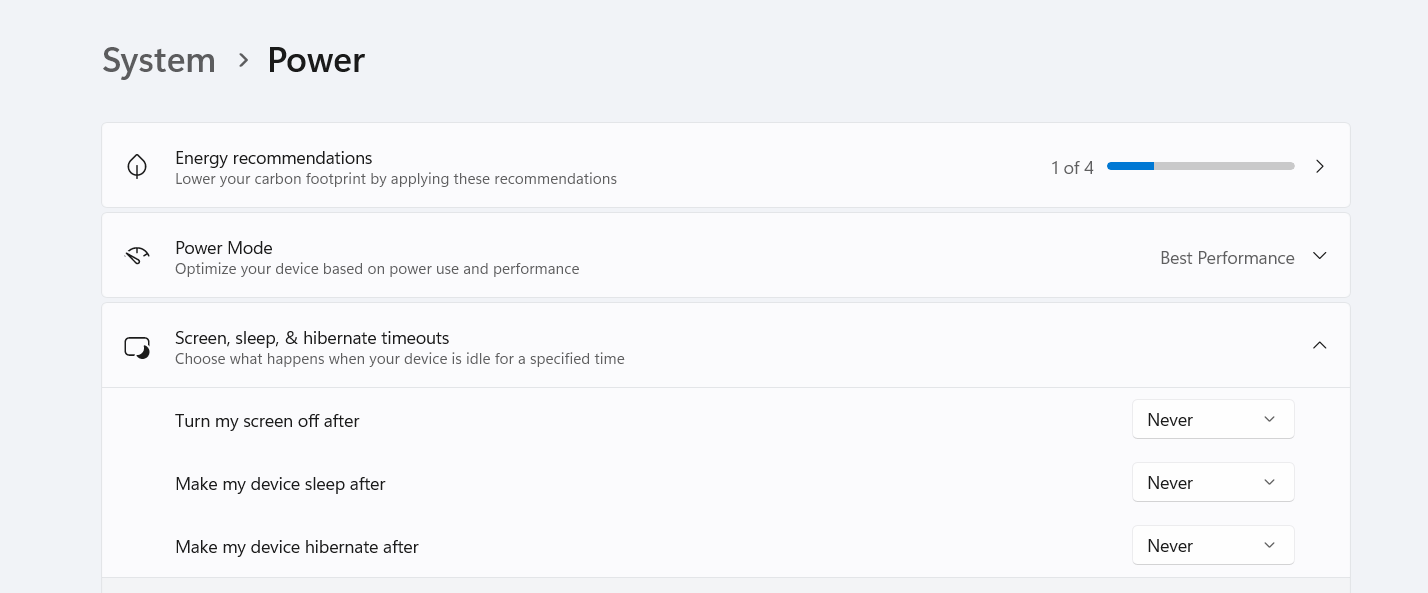 System > Power
Energy recommendations
Lower your carbon footprint by applying these recommendations
1 of 4
Power Mode
Optimize your device based on power use and performance
Best Performance
Screen, sleep, & hibernate timeouts
Choose what happens when your device is idle for a specified time
Turn my screen off after
Never
Make my device sleep after
Never
Make my device hibernate after
Never